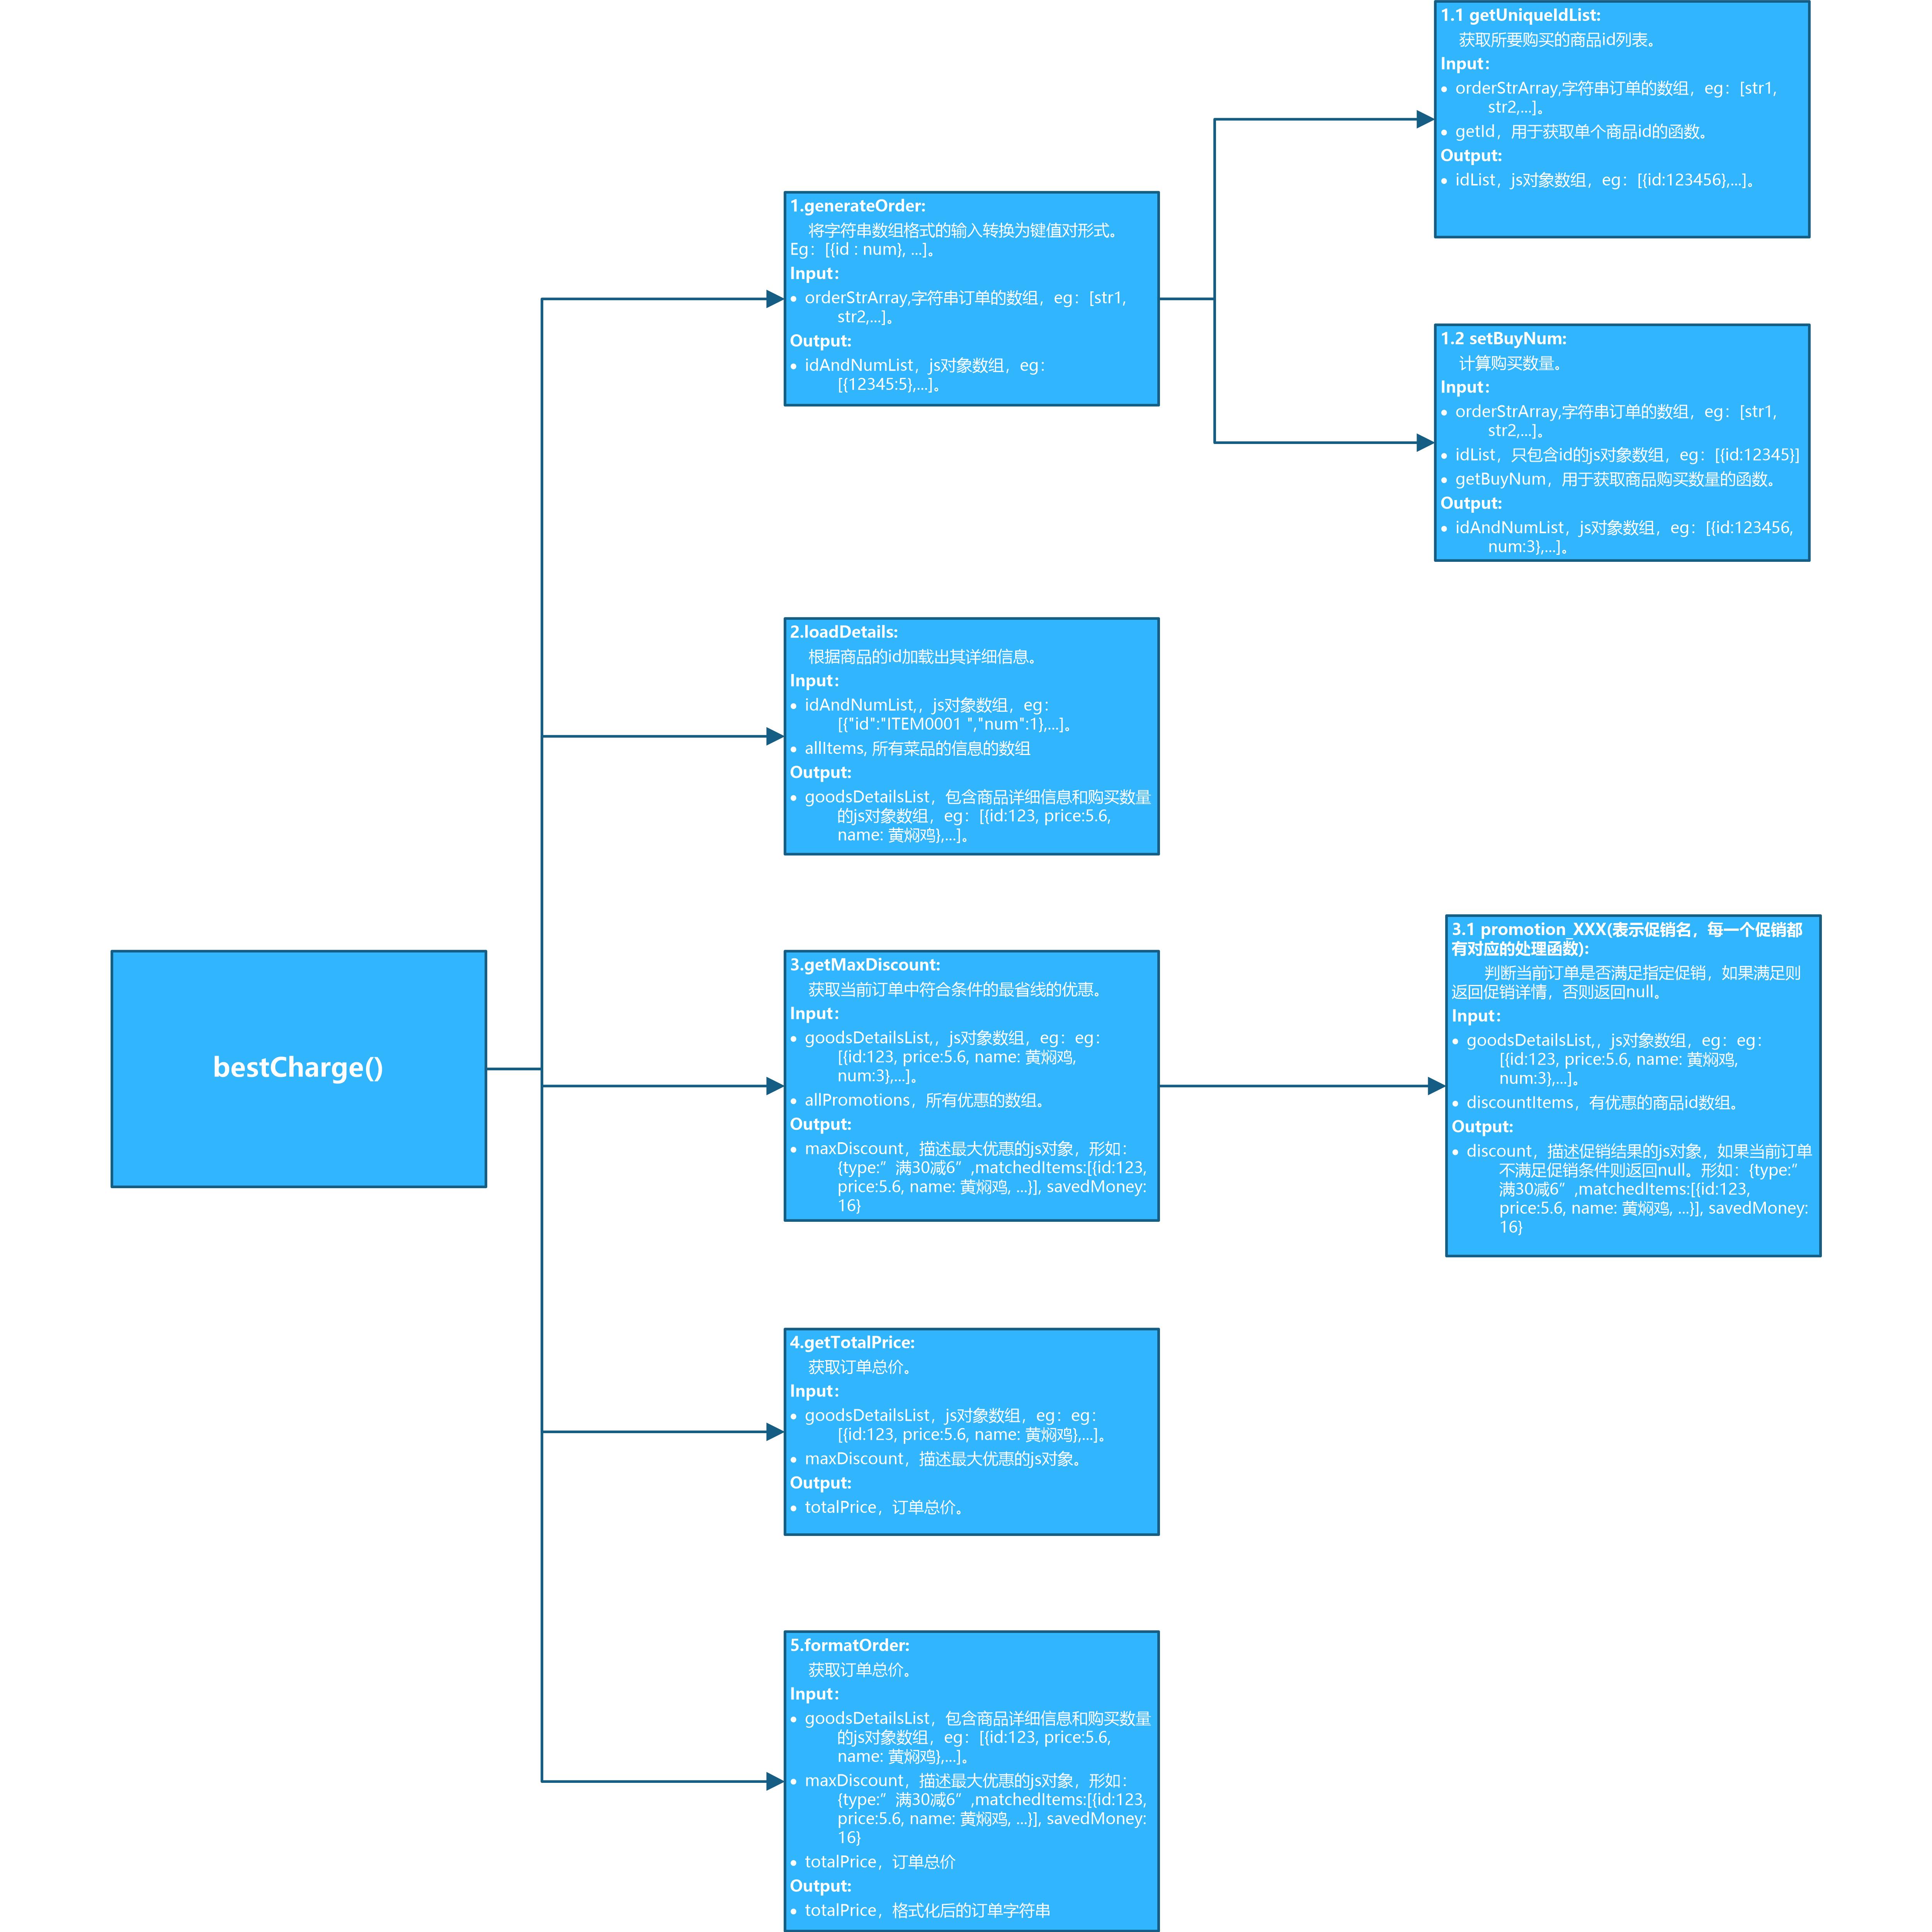 bestCharge()
1.generateOrder:
将字符串数组格式的输入转换为键值对形式。
Eg：[{id : num}, ...]。
Input：
• orderStrArray,字符串订单的数组，eg：[str1,
str2,...]。
Output:
• idAndNumList，js对象数组，eg：
[{12345:5},...]。
1.1 getUniqueIdList:
获取所要购买的商品id列表。
Input：
• orderStrArray,字符串订单的数组，eg：[str1,
str2,...]。
• getId，用于获取单个商品id的函数。
Output:
• idList，js对象数组，eg：[{id:123456},...]。
1.2 setBuyNum:
计算购买数量。
Input：
• orderStrArray,字符串订单的数组，eg：[str1,
str2,...]。
• idList，只包含id的js对象数组，eg：[{id:12345}]
• getBuyNum，用于获取商品购买数量的函数。
Output:
• idAndNumList，js对象数组，eg：[{id:123456,
num:3},...]。
2.loadDetails:
根据商品的id加载出其详细信息。
Input：
• idAndNumList,，js对象数组，eg：
[{"id":"ITEM0001 ","num":1},...]。
• allItems, 所有菜品的信息的数组
Output:
• goodsDetailsList，包含商品详细信息和购买数量
的js对象数组，eg：[{id:123, price:5.6,
name: 黄焖鸡},...]。
3.getMaxDiscount:
获取当前订单中符合条件的最省线的优惠。
Input：
• goodsDetailsList,，js对象数组，eg：eg：
[{id:123, price:5.6, name: 黄焖鸡,
num:3},...]。
• allPromotions，所有优惠的数组。
Output:
• maxDiscount，描述最大优惠的js对象，形如：
{type:”满30减6”,matchedItems:[{id:123,
price:5.6, name: 黄焖鸡, ...}], savedMoney:
16}
3.1 promotion_XXX(表示促销名，每一个促销都
有对应的处理函数):
判断当前订单是否满足指定促销，如果满足则
返回促销详情，否则返回null。
Input：
• goodsDetailsList,，js对象数组，eg：eg：
[{id:123, price:5.6, name: 黄焖鸡,
num:3},...]。
• discountItems，有优惠的商品id数组。
Output:
• discount，描述促销结果的js对象，如果当前订单
不满足促销条件则返回null。形如：{type:”
满30减6”,matchedItems:[{id:123,
price:5.6, name: 黄焖鸡, ...}], savedMoney:
16}
4.getTotalPrice:
获取订单总价。
Input：
• goodsDetailsList，js对象数组，eg：eg：
[{id:123, price:5.6, name: 黄焖鸡},...]。
• maxDiscount，描述最大优惠的js对象。
Output:
• totalPrice，订单总价。
5.formatOrder:
获取订单总价。
Input：
• goodsDetailsList，包含商品详细信息和购买数量
的js对象数组，eg：[{id:123, price:5.6,
name: 黄焖鸡},...]。
• maxDiscount，描述最大优惠的js对象，形如：
{type:”满30减6”,matchedItems:[{id:123,
price:5.6, name: 黄焖鸡, ...}], savedMoney:
16}
• totalPrice，订单总价
Output:
• totalPrice，格式化后的订单字符串